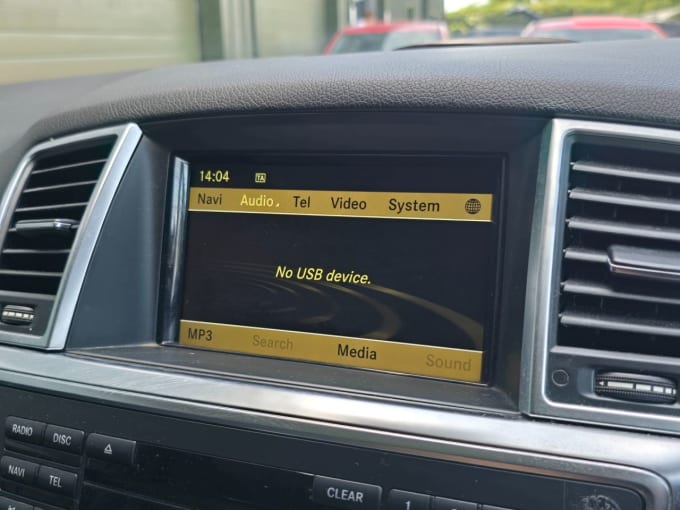 14:04 TA
Navi Audio Tel Video System
No USB device.
MP3 Search Media Sound
RADIO DISC
NAVI TEL
CLEAR 1